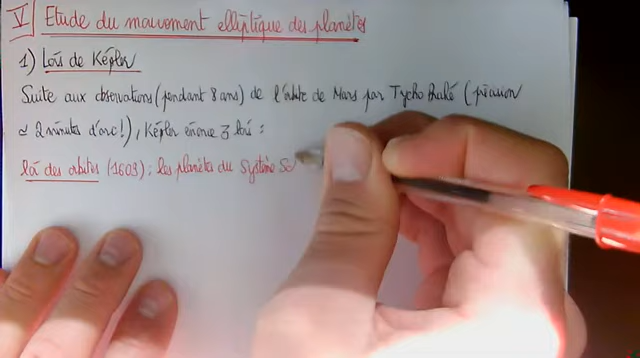 V Etude du mouvement elliptique des planètes
1) Lois de Képler
Suite aux observations (pendant 8 ans) de l'orbite de Mars par Tycho Brahé (précision
≃ 2 minutes d'arc!), Képler énonce 3 lois :
loi des orbites (1609) : les planètes du Système So